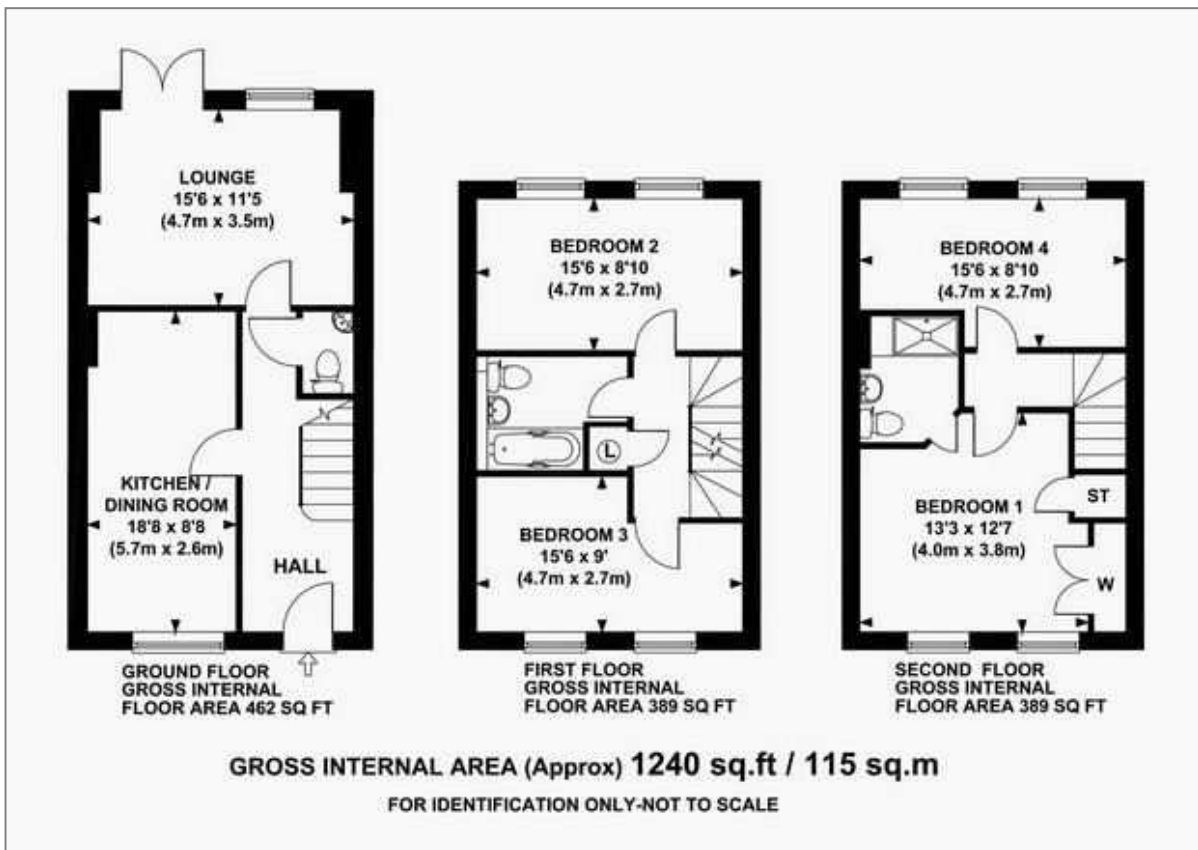 LOUNGE
15'6 x 11'5
(4.7m x 3.5m)
KITCHEN /
DINING ROOM
18'8 x 8'8
(5.7m x 2.6m)
HALL
GROUND FLOOR
GROSS INTERNAL
FLOOR AREA 462 SQ FT
BEDROOM 2
15'6 x 8'10
(4.7m x 2.7m)
L
BEDROOM 3
15'6 x 9'
(4.7m x 2.7m)
FIRST FLOOR
GROSS INTERNAL
FLOOR AREA 389 SQ FT
BEDROOM 4
15'6 x 8'10
(4.7m x 2.7m)
BEDROOM 1
13'3 x 12'7
(4.0m x 3.8m)
ST
W
SECOND FLOOR
GROSS INTERNAL
FLOOR AREA 389 SQ FT
GROSS INTERNAL AREA (Approx) 1240 sq.ft / 115 sq.m
FOR IDENTIFICATION ONLY-NOT TO SCALE